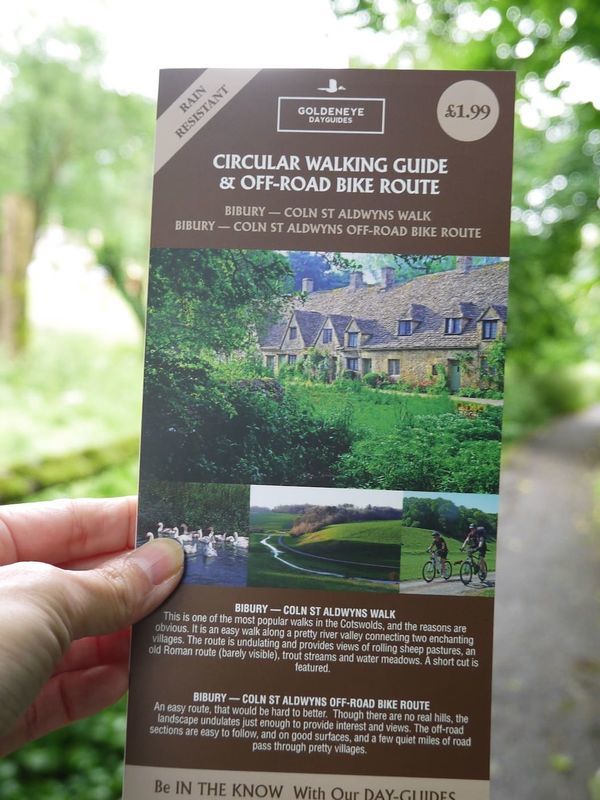 RAIN
RESISTANT
GOLDENEYE
DAYGUIDES
£1.99
CIRCULAR WALKING GUIDE
& OFF-ROAD BIKE ROUTE
BIBURY — COLN ST ALDWYNS WALK
BIBURY — COLN ST ALDWYNS OFF-ROAD BIKE ROUTE
BIBURY — COLN ST ALDWYNS WALK
This is one of the most popular walks in the Cotswolds, and the reasons are
obvious. It is an easy walk along a pretty river valley connecting two enchanting
villages. The route is undulating and provides views of rolling sheep pastures, an
old Roman route (barely visible), trout streams and water meadows. A short cut is
featured.
BIBURY — COLN ST ALDWYNS OFF-ROAD BIKE ROUTE
An easy route, that would be hard to better. Though there are no real hills, the
landscape undulates just enough to provide interest and views. The off-road
sections are easy to follow, and on good surfaces, and a few quiet miles of road
pass through pretty villages.
Be IN THE KNOW With Our DAY-GUIDES